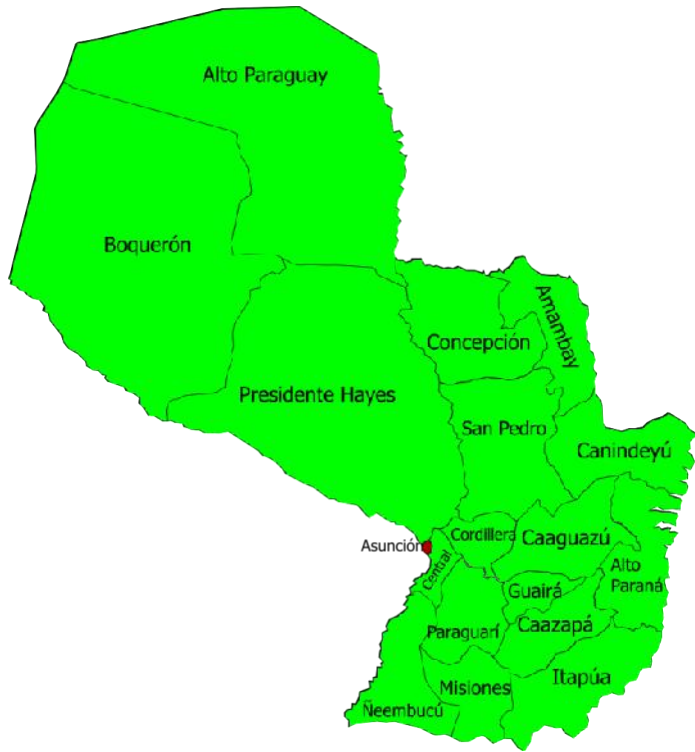 Alto Paraguay
Boquerón
Amambay
Concepción
Presidente Hayes
San Pedro
Canindeyú
Cordillera
Caaguazú
Asunción
Central
Alto
Paraná
Guairá
Paraguarí
Caazapá
Itapúa
Misiones
Ñeembucú